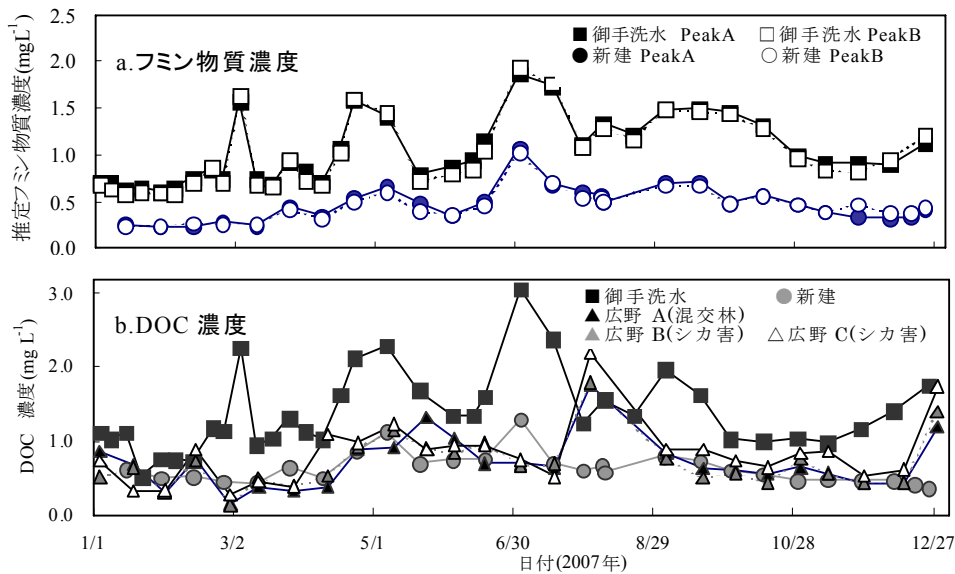 2.5
2.0
1.5
1.0
0.5
0.0
推定フミン物質濃度(mgL-1)
a.フミン物質濃度
御手洗水 PeakA
御手洗水 PeakB
新建 PeakA
新建 PeakB
3.0
2.0
1.0
0.0
DOC 濃度(mg L-1)
b.DOC 濃度
御手洗水
新建
広野 A(混交林)
広野 B(シカ害)
広野 C(シカ害)
1/1
3/2
5/1
6/30
8/29
10/28
12/27
日付(2007年)